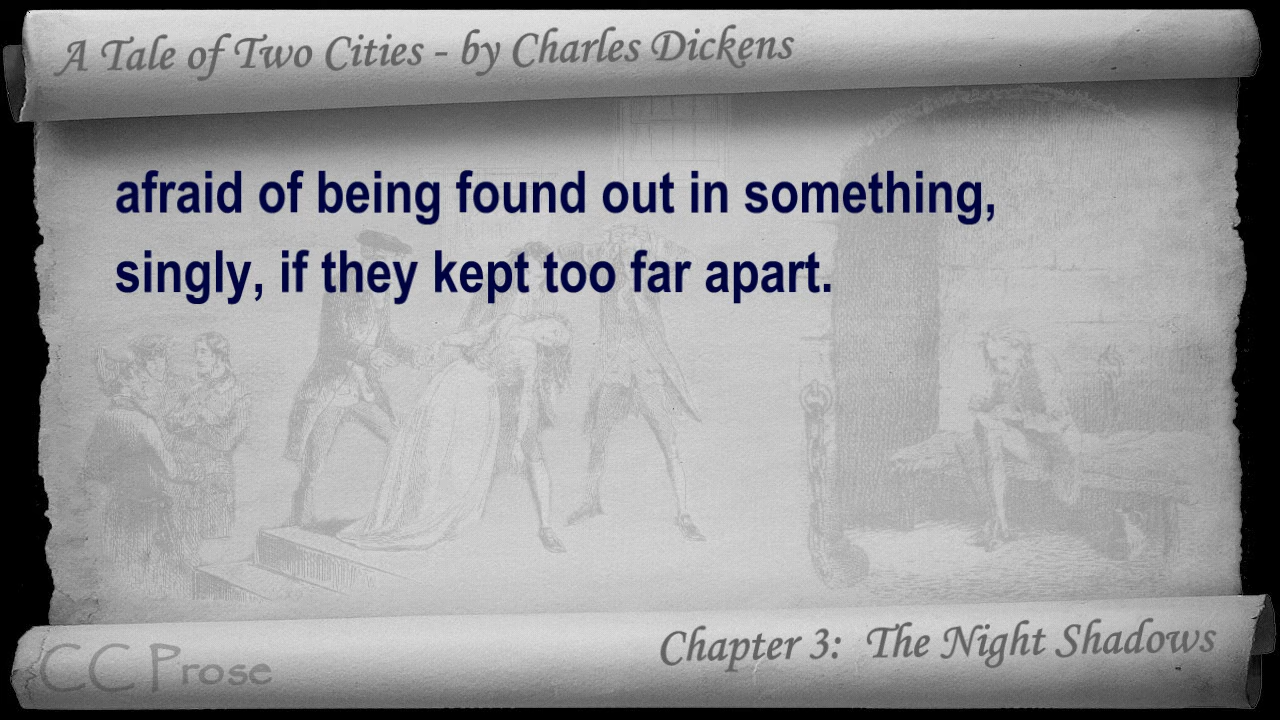 A Tale of Two Cities - by Charles Dickens
afraid of being found out in something,
singly, if they kept too far apart.
Chapter 3: The Night Shadows
CC Prose